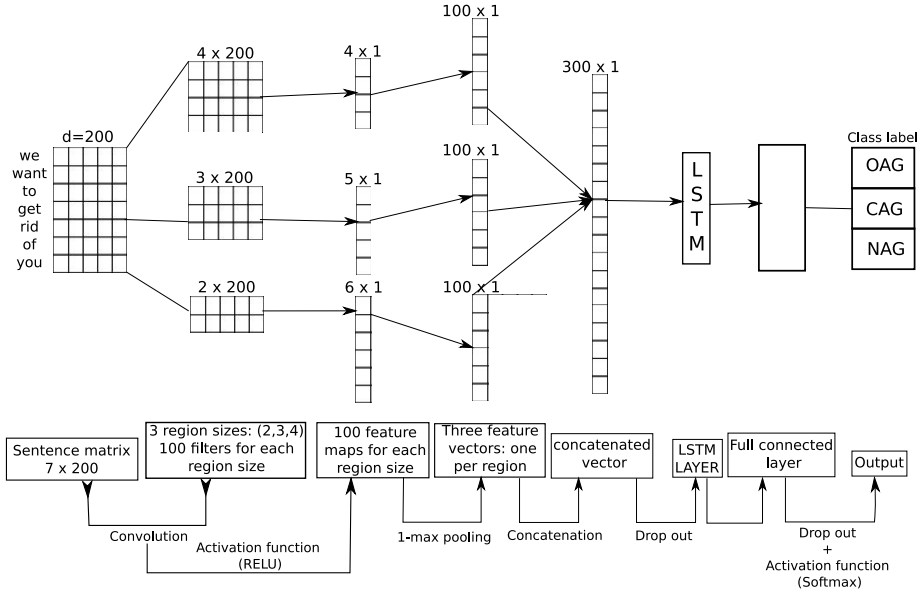 100 x 1
4 x 200
4 x 1
300 x 1
d=200
we
want
to
get
rid
of
you
3 x 200
5 x 1
100 x 1
Class label
OAG
CAG
NAG
L
S
T
M
2 x 200
6 x 1
100 x 1
Sentence matrix
7 x 200
3 region sizes: (2,3,4)
100 filters for each
region size
100 feature
maps for each
region size
Three feature
vectors: one
per region
concatenated
vector
LSTM
LAYER
Full connected
layer
Output
Convolution
Activation function
(RELU)
1-max pooling
Concatenation
Drop out
Drop out
+
Activation function
(Softmax)